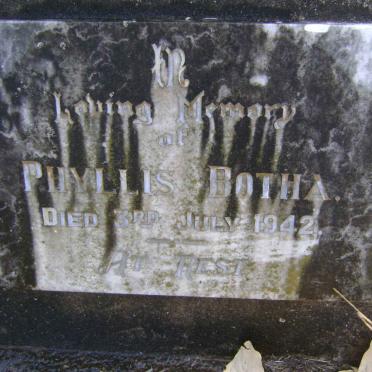 In
Loving Memory
of
PHYLLIS BOTHA.
DIED 3RD JULY 1942.
AT REST